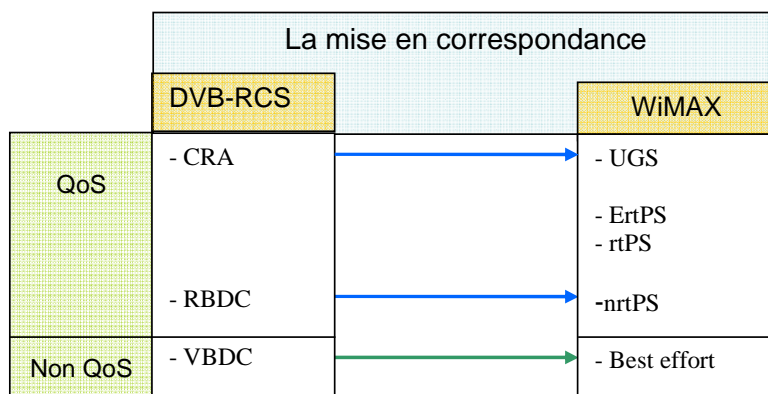 La mise en correspondance
DVB-RCS
WiMAX
QoS
- CRA
- UGS
- ErtPS
- rtPS
- RBDC
-nrtPS
Non QoS
- VBDC
- Best effort